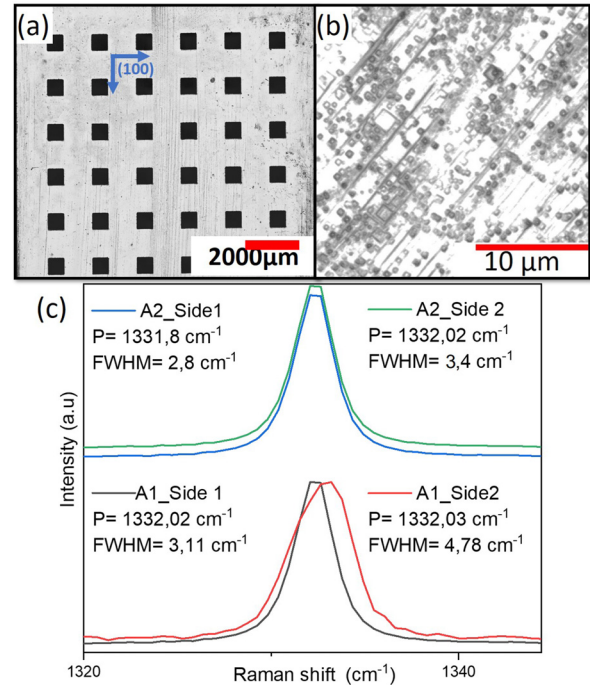 (a)
(100)
2000µm
(b)
10 µm
(c)
A2_Side1
P= 1331,8 cm-1
FWHM= 2,8 cm-1
A2_Side 2
P= 1332,02 cm-1
FWHM= 3,4 cm-1
A1_Side 1
P= 1332,02 cm-1
FWHM= 3,11 cm-1
A1_Side2
P= 1332,03 cm-1
FWHM= 4,78 cm-1
Intensity (a.u)
1320
1340
Raman shift (cm-1)